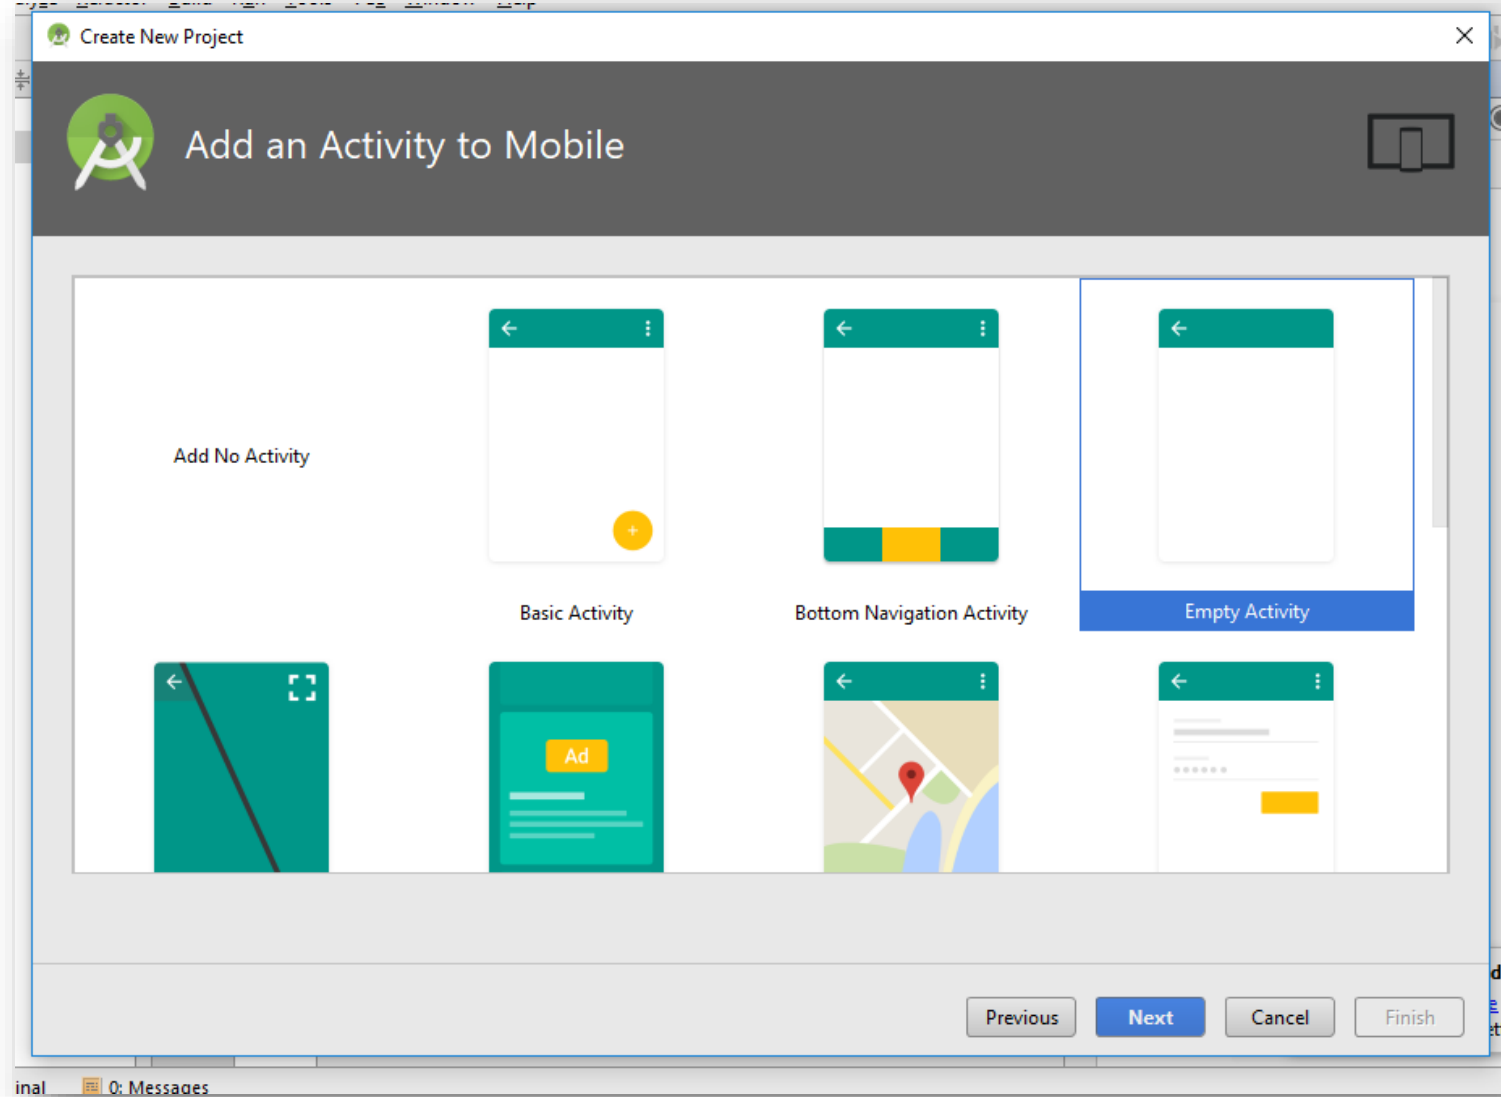 Create New Project
Add an Activity to Mobile
Add No Activity
Basic Activity
Bottom Navigation Activity
Empty Activity
Ad
Previous
Next
Cancel
Finish
0: Messages